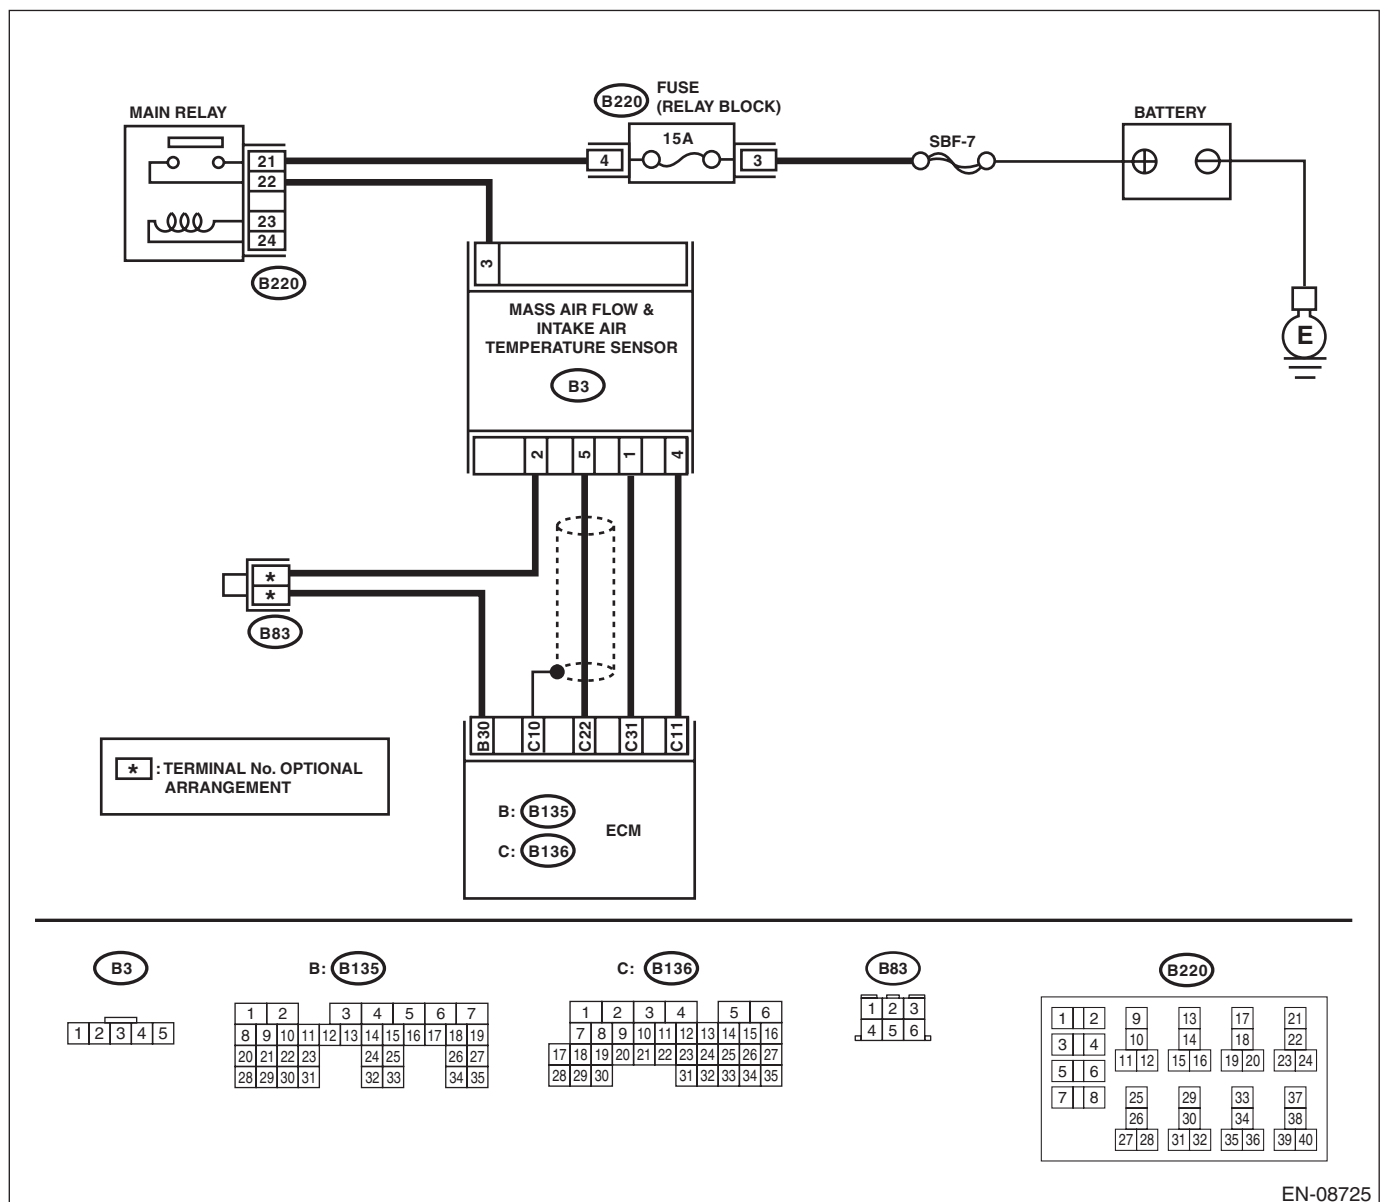 MAIN RELAY
21
22
23
24
B220
B220
FUSE
(RELAY BLOCK)
15A
4
3
SBF-7
BATTERY
E
3
MASS AIR FLOW &
INTAKE AIR
TEMPERATURE SENSOR
B3
2 5 1 4
*
*
B83
B30 C10 C22 C31 C11
* : TERMINAL No. OPTIONAL
ARRANGEMENT
B: B135
ECM
C: B136
B3
1 2 3 4 5
B: B135
1 2 3 4 5 6 7
8 9 10 11 12 13 14 15 16 17 18 19
20 21 22 23 24 25 26 27
28 29 30 31 32 33 34 35
C: B136
1 2 3 4 5 6
7 8 9 10 11 12 13 14 15 16
17 18 19 20 21 22 23 24 25 26 27
28 29 30 31 32 33 34 35
B83
1 2 3
4 5 6
B220
1 2 9 13 17 21
3 4 10 14 18 22
11 12 15 16 19 20 23 24
5 6
7 8 25 29 33 37
26 30 34 38
27 28 31 32 35 36 39 40
EN-08725